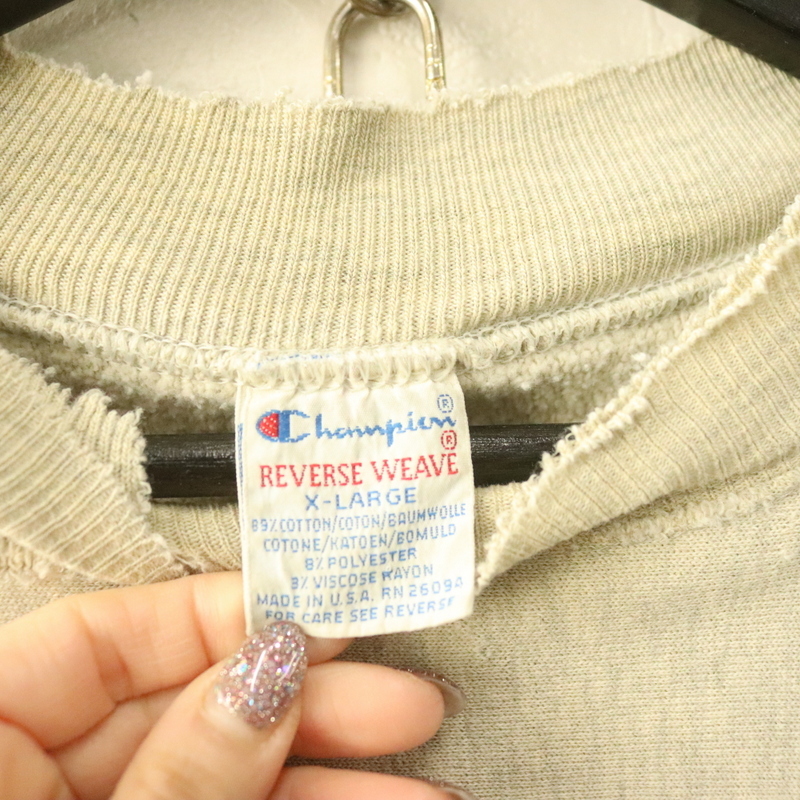 Champion®
REVERSE WEAVE®
X-LARGE
89% COTTON/COTON/BAUMWOLLE
COTONE/KATOEN/BOMULD
8% POLYESTER
3% VISCOSE RAYON
MADE IN U.S.A. RN 26094
FOR CARE SEE REVERSE